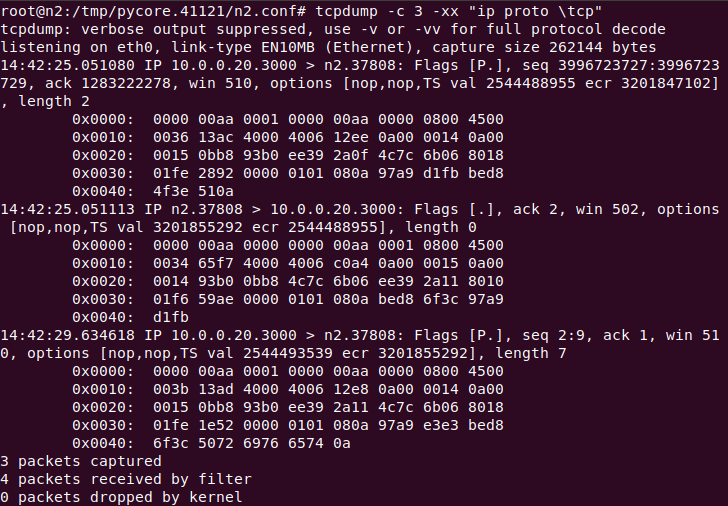 root@n2:/tmp/pycore.41121/n2.conf# tcpdump -c 3 -xx "ip proto \tcp"
tcpdump: verbose output suppressed, use -v or -vv for full protocol decode
listening on eth0, link-type EN10MB (Ethernet), capture size 262144 bytes
14:42:25.051080 IP 10.0.0.20.3000 > n2.37808: Flags [P.], seq 3996723727:3996723
729, ack 1283222278, win 510, options [nop,nop,TS val 2544488955 ecr 3201847102]
, length 2
0x0000:  0000 00aa 0001 0000 00aa 0000 0800 4500
0x0010:  0036 13ac 4000 4006 12ee 0a00 0014 0a00
0x0020:  0015 0bb8 93b0 ee39 2a0f 4c7c 6b06 8018
0x0030:  01fe 2892 0000 0101 080a 97a9 d1fb bed8
0x0040:  4f3e 510a
14:42:25.051113 IP n2.37808 > 10.0.0.20.3000: Flags [.], ack 2, win 502, options
[nop,nop,TS val 3201855292 ecr 2544488955], length 0
0x0000:  0000 00aa 0000 0000 00aa 0001 0800 4500
0x0010:  0034 65f7 4000 4006 c0a4 0a00 0015 0a00
0x0020:  0014 93b0 0bb8 4c7c 6b06 ee39 2a11 8010
0x0030:  01f6 59ae 0000 0101 080a bed8 6f3c 97a9
0x0040:  d1fb
14:42:29.634618 IP 10.0.0.20.3000 > n2.37808: Flags [P.], seq 2:9, ack 1, win 51
0, options [nop,nop,TS val 2544493539 ecr 3201855292], length 7
0x0000:  0000 00aa 0001 0000 00aa 0000 0800 4500
0x0010:  003b 13ad 4000 4006 12e8 0a00 0014 0a00
0x0020:  0015 0bb8 93b0 ee39 2a11 4c7c 6b06 8018
0x0030:  01fe 1e52 0000 0101 080a 97a9 e3e3 bed8
0x0040:  6f3c 5072 6976 6574 0a
3 packets captured
4 packets received by filter
0 packets dropped by kernel